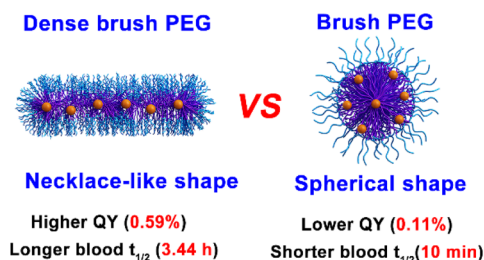 Dense brush PEG
Brush PEG
VS
Necklace-like shape
Spherical shape
Higher QY (0.59%)
Lower QY (0.11%)
Longer blood t1/2 (3.44 h)
Shorter blood t1/2(10 min)